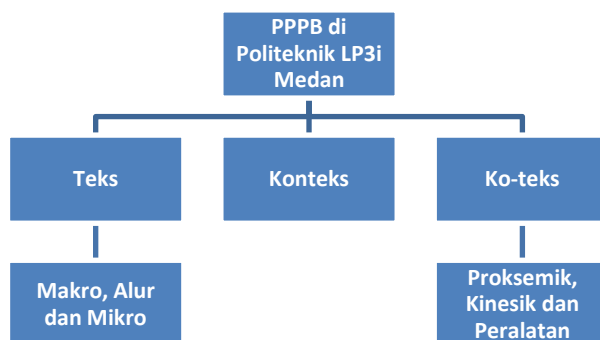 PPPB di
Politeknik LP3i
Medan
Teks
Konteks
Ko-teks
Makro, Alur
dan Mikro
Proksemik,
Kinesik dan
Peralatan